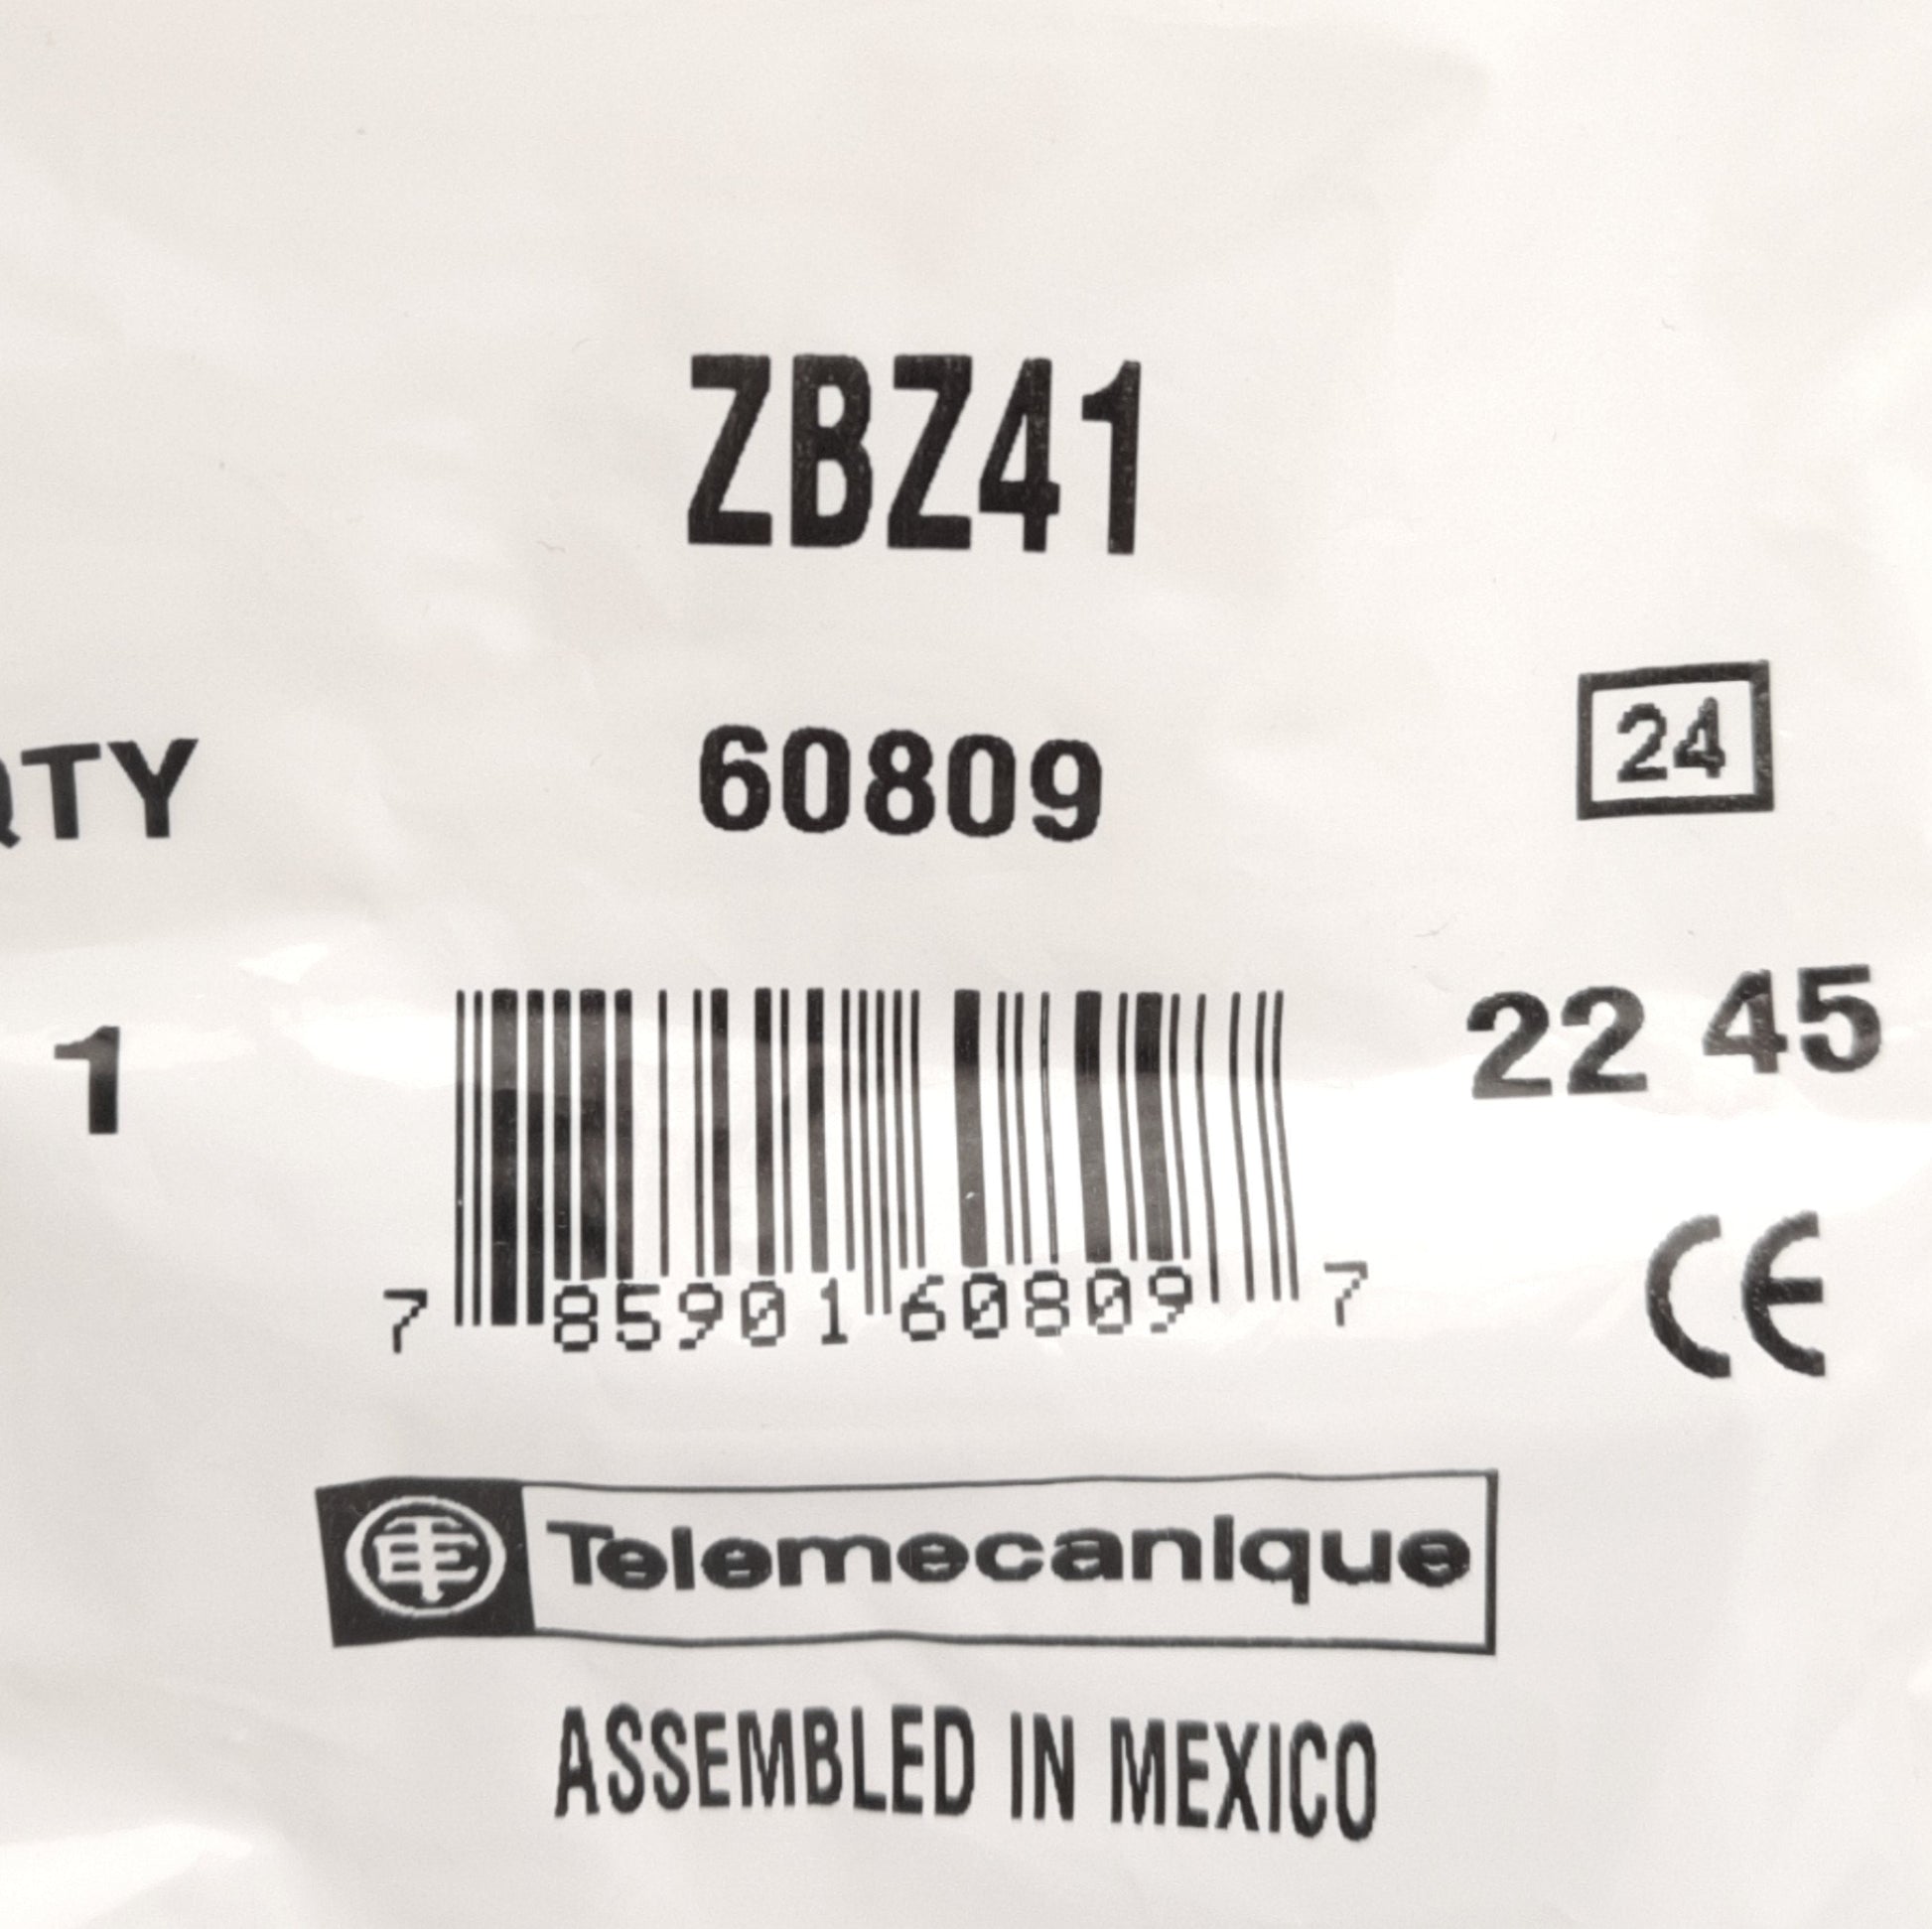 ZBZ41
QTY
60809
24
1
22 45
7 85901 60809 7
CE
Telemecanique
ASSEMBLED IN MEXICO